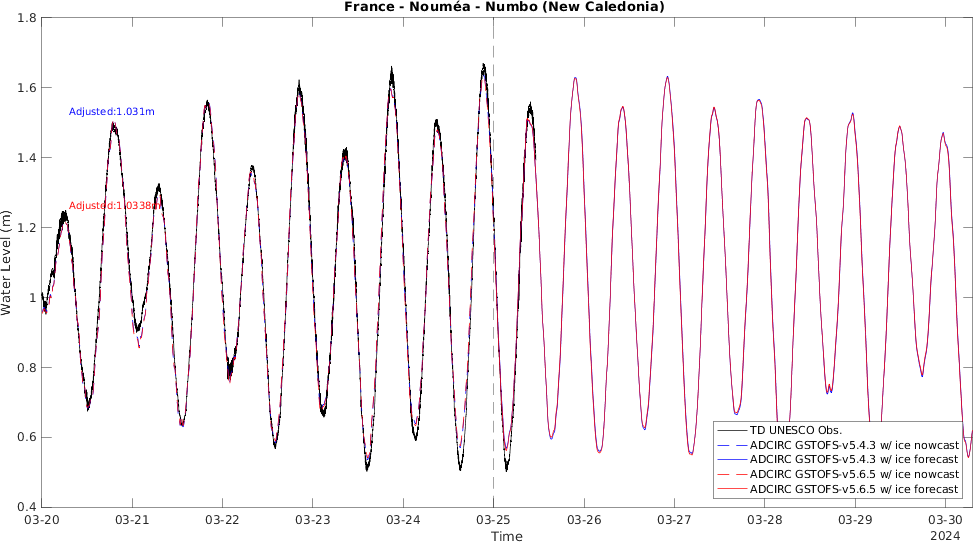 France - Nouméa - Numbo (New Caledonia)
1.8
1.6
1.4
1.2
1
0.8
0.6
0.4
Water Level (m)
Adjusted:1.031m
Adjusted:1.0338m
TD UNESCO Obs.
ADCIRC GSTOFS-v5.4.3 w/ ice nowcast
ADCIRC GSTOFS-v5.4.3 w/ ice forecast
ADCIRC GSTOFS-v5.6.5 w/ ice nowcast
ADCIRC GSTOFS-v5.6.5 w/ ice forecast
03-20 03-21 03-22 03-23 03-24 03-25 03-26 03-27 03-28 03-29 03-30
2024
Time